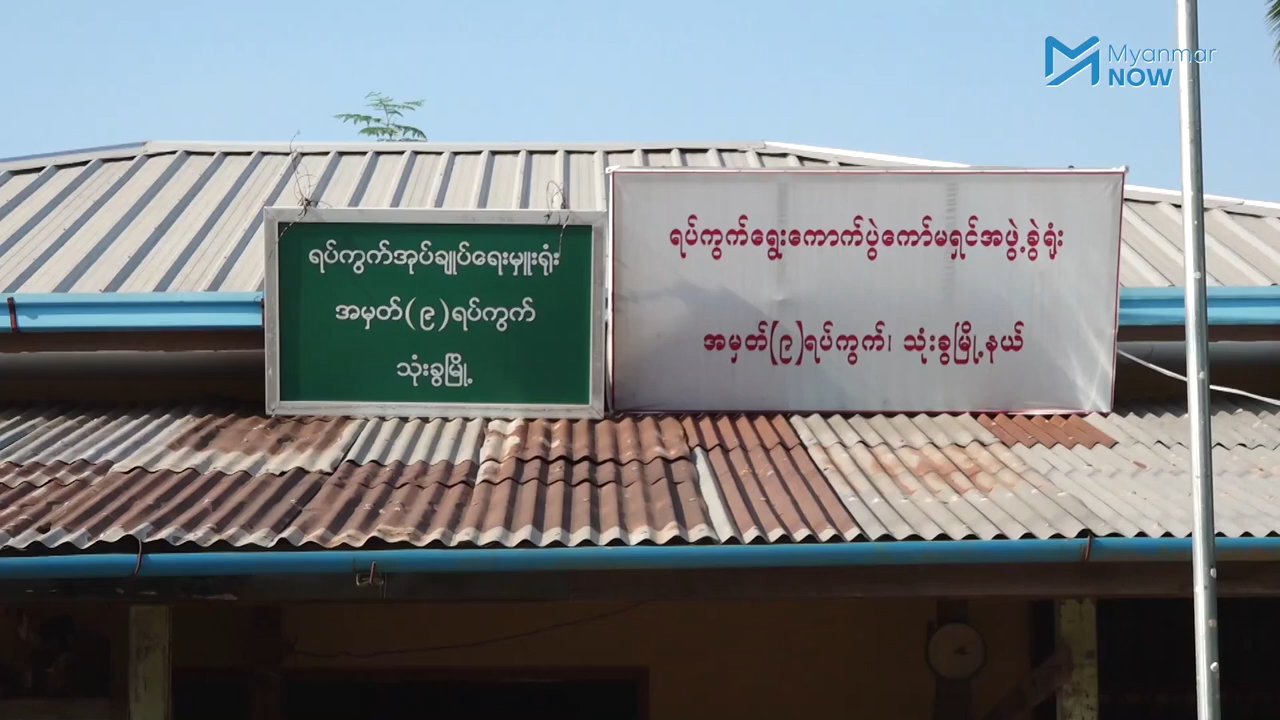 Myanmar
NOW
ရပ်ကွက်အုပ်ချုပ်ရေးမှူးရုံး
အမှတ်(၉)ရပ်ကွက်
သုံးခွမြို့
ရပ်ကွက်ရွေးကောက်ပွဲကော်မရှင်အဖွဲ့ခွဲရုံး
အမှတ်(၉)ရပ်ကွက်၊ သုံးခွမြို့နယ်